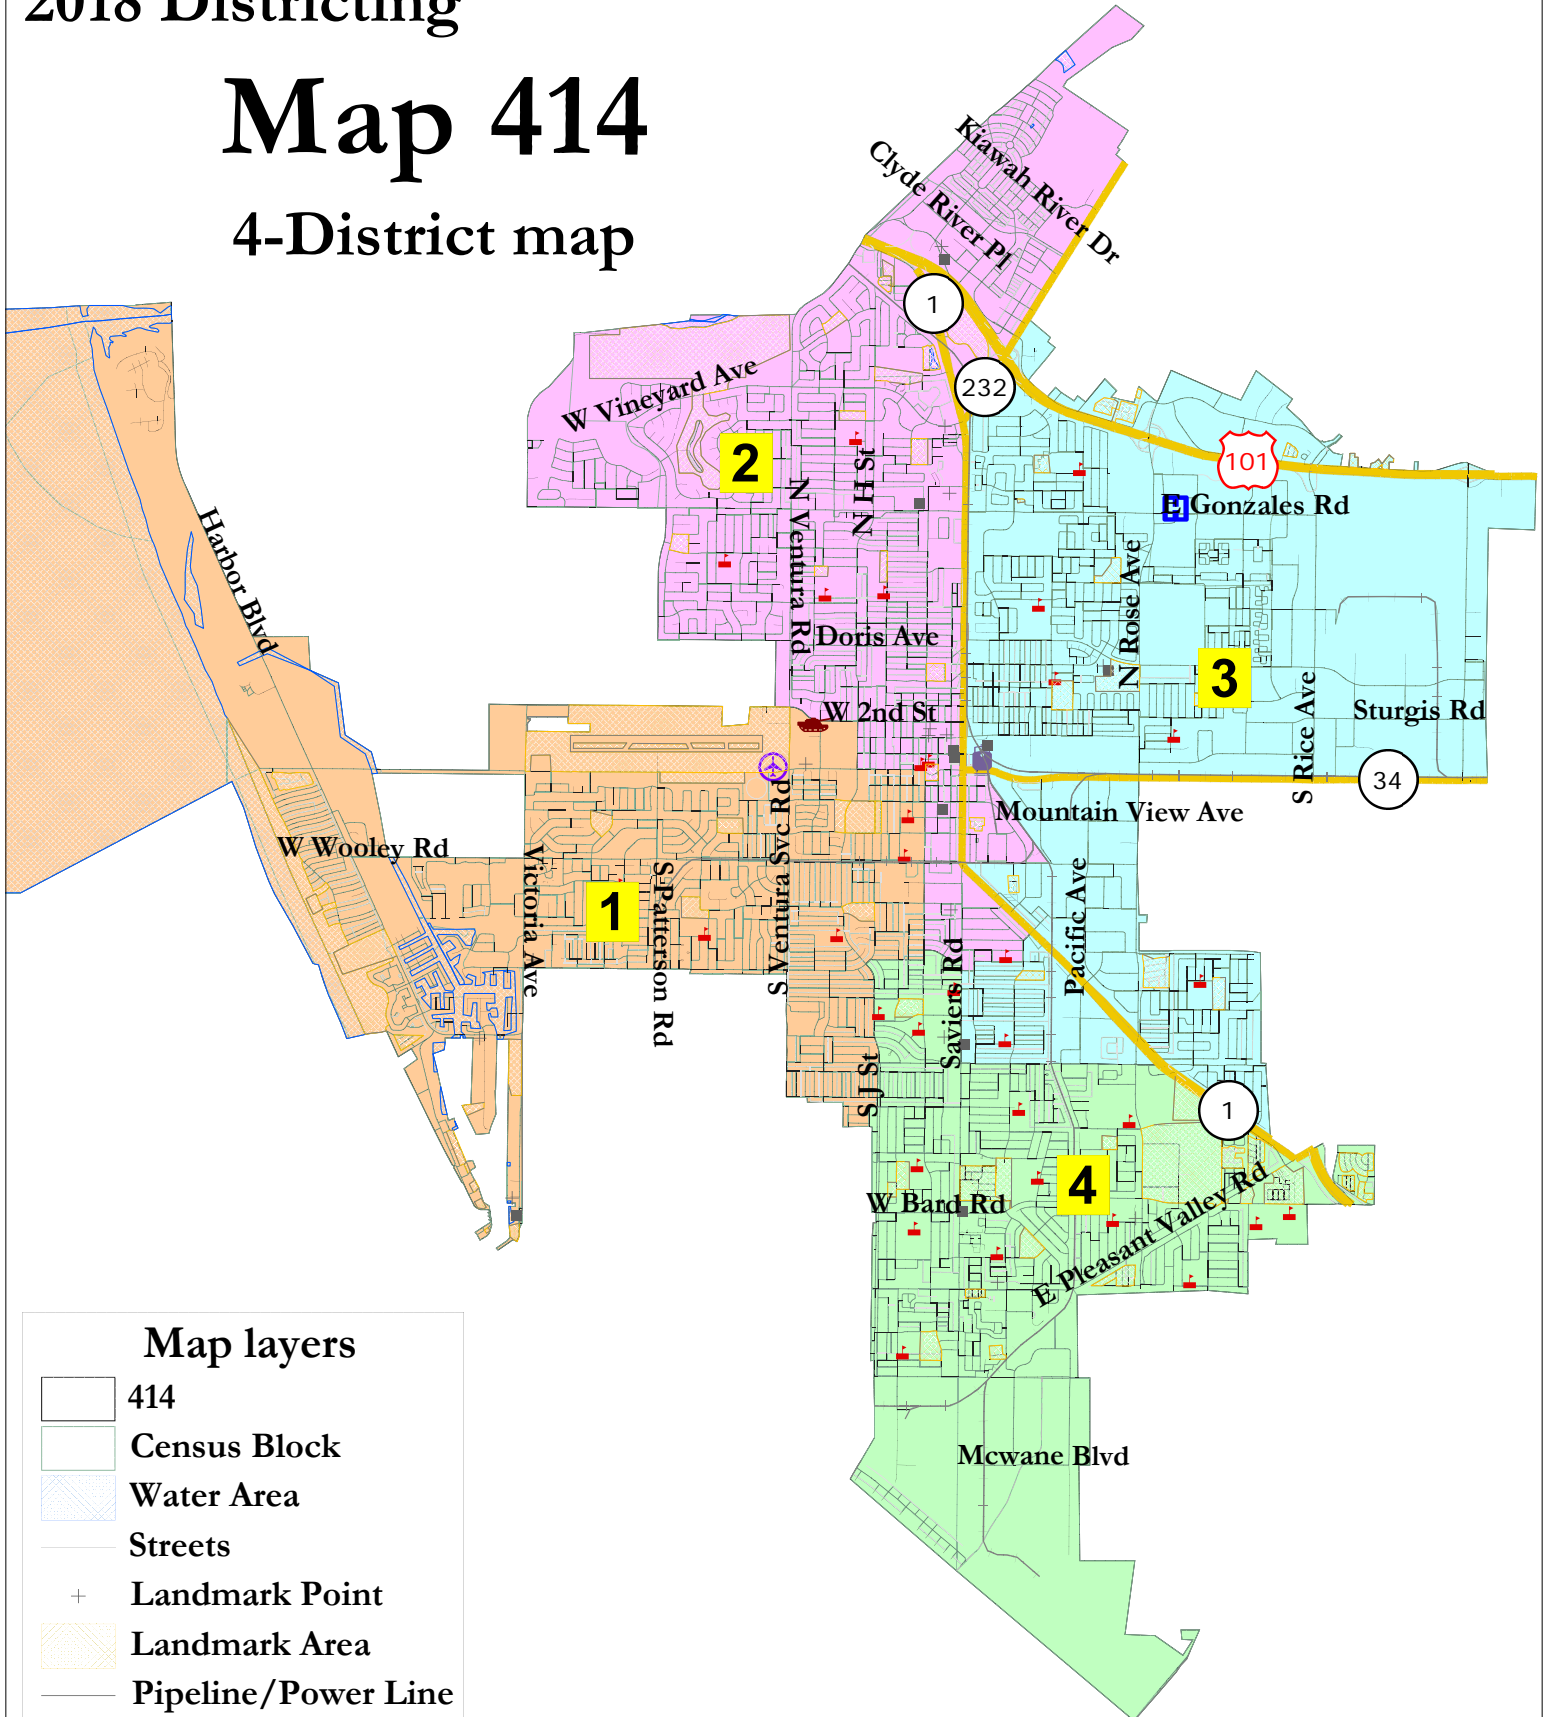 2018 Districting
Map 414
4-District map
Kiawah River Dr
Clyde River Pl
1
232
W Vineyard Ave
2
N H St
101
E Gonzales Rd
N Ventura Rd
Harbor Blvd
N Rose Ave
Doris Ave
3
W 2nd St
S Rice Ave
Sturgis Rd
34
Mountain View Ave
W Wooley Rd
Victoria Ave
1
S Patterson Rd
S Ventura Svc Rd
Pacific Ave
Saviers Rd
S J St
1
4
W Bard Rd
E Pleasant Valley Rd
Mcwane Blvd
Map layers
414
Census Block
Water Area
Streets
Landmark Point
Landmark Area
Pipeline/Power Line